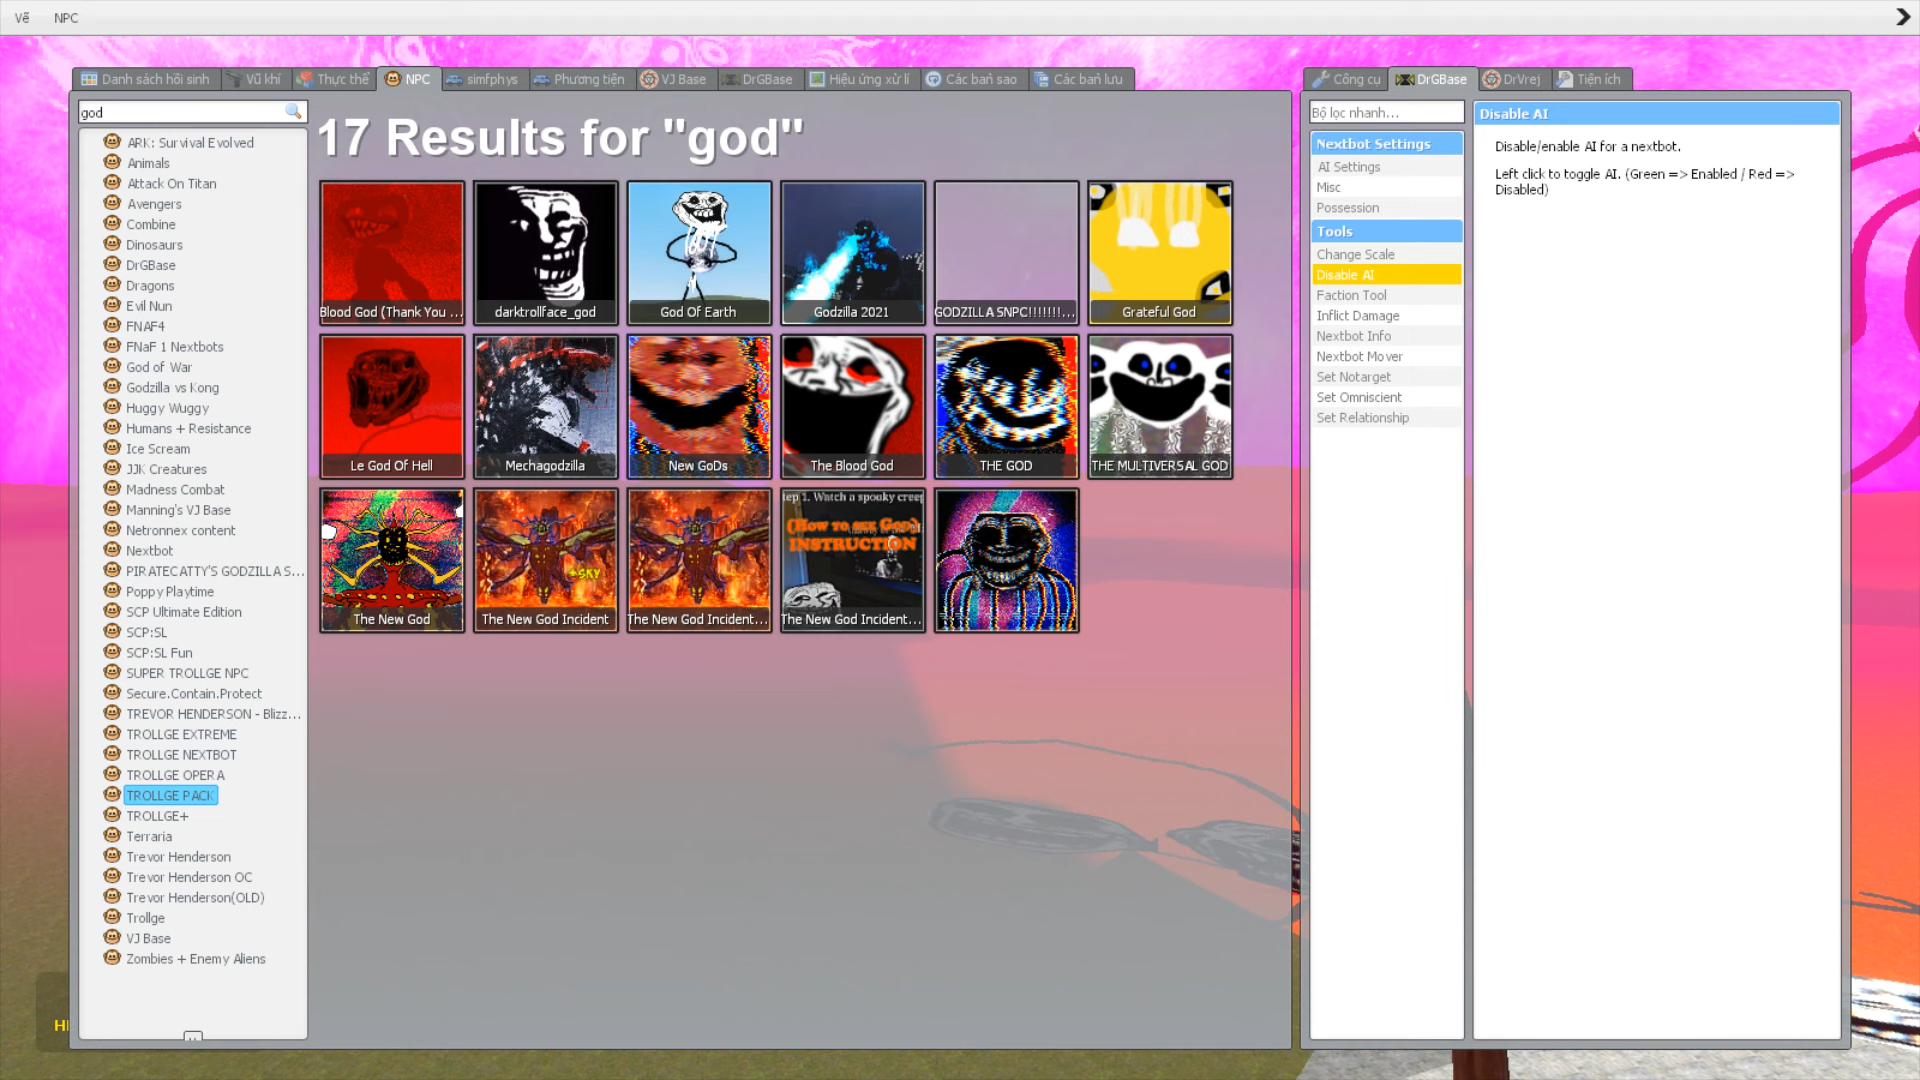 Vẽ NPC
Danh sách hồi sinh Vũ khí Thực thể NPC simfphys Phương tiện VJ Base DrGBase Hiệu ứng xử lí Các bản sao Các bản lưu
god
ARK: Survival Evolved
Animals
Attack On Titan
Avengers
Combine
Dinosaurs
DrGBase
Dragons
Evil Nun
FNAF4
FNaF 1 Nextbots
God of War
Godzilla vs Kong
Huggy Wuggy
Humans + Resistance
Ice Scream
JJK Creatures
Madness Combat
Manning's VJ Base
Netronnex content
Nextbot
PIRATECATTY'S GODZILLA S...
Poppy Playtime
SCP Ultimate Edition
SCP:SL
SCP:SL Fun
SUPER TROLLGE NPC
Secure.Contain.Protect
TREVOR HENDERSON - Blizz...
TROLLGE EXTREME
TROLLGE NEXTBOT
TROLLGE OPERA
TROLLGE PACK
TROLLGE+
Terraria
Trevor Henderson
Trevor Henderson OC
Trevor Henderson(OLD)
Trollge
VJ Base
Zombies + Enemy Aliens
17 Results for "god"
Blood God (Thank You ...
darktrollface_god
God Of Earth
Godzilla 2021
GODZILLA SNPC!!!!!!!...
Grateful God
Le God Of Hell
Mechagodzilla
New GoDs
The Blood God
THE GOD
THE MULTIVERSAL GOD
The New God
+SKY
The New God Incident
The New God Incident...
tep 1. Watch a spooky cree
(How to see God)
INSTRUCTION
The New God Incident...
Công cụ DrGBase DrVrej Tiện ích
Bộ lọc nhanh...
Nextbot Settings
AI Settings
Misc
Possession
Tools
Change Scale
Disable AI
Faction Tool
Inflict Damage
Nextbot Info
Nextbot Mover
Set Notarget
Set Omniscient
Set Relationship
Disable AI
Disable/enable AI for a nextbot.
Left click to toggle AI. (Green => Enabled / Red =>
Disabled)